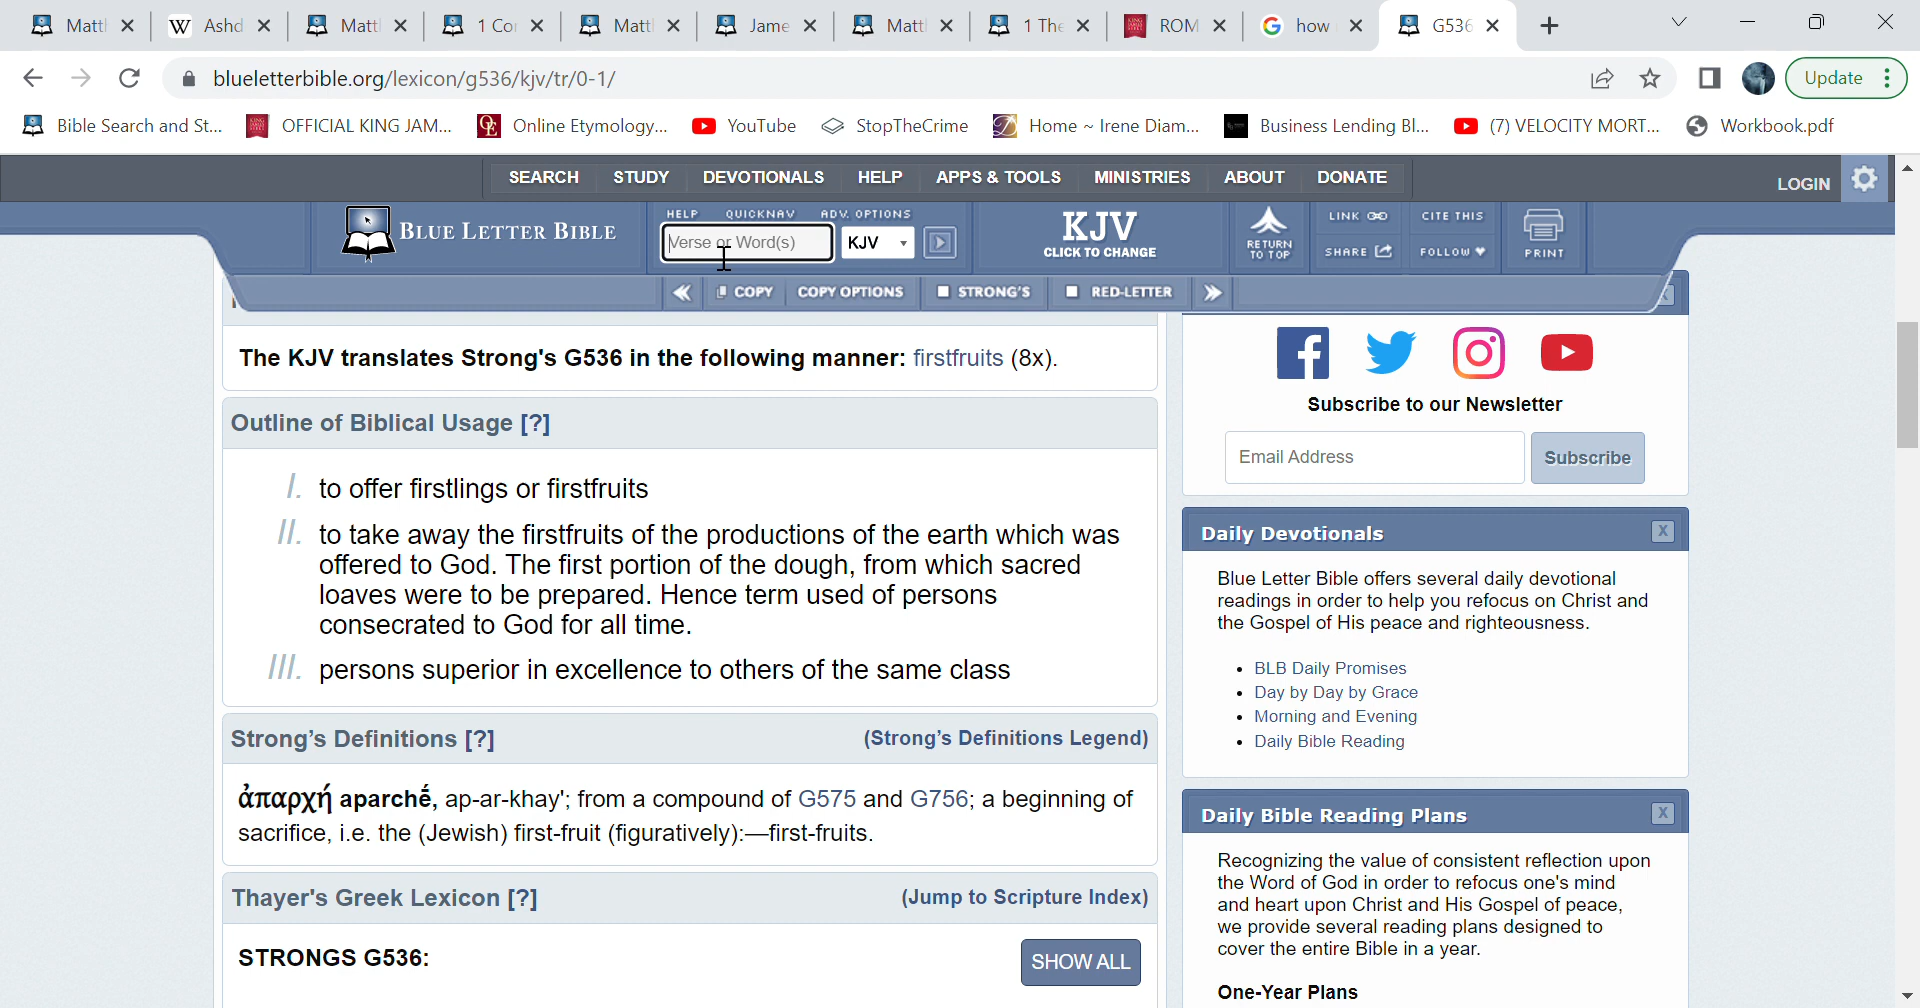 Matt
Ashd
Matt
1 Cor
Matt
Jame
Matt
1 The
ROM
how
G536
blueletterbible.org/lexicon/g536/kjv/tr/0-1/
Update
Bible Search and St...
OFFICIAL KING JAM...
Online Etymology...
YouTube
StopTheCrime
Home ~ Irene Diam...
Business Lending Bl...
(7) VELOCITY MORT...
Workbook.pdf
SEARCH STUDY DEVOTIONALS HELP APPS & TOOLS MINISTRIES ABOUT DONATE
LOGIN
BLUE LETTER BIBLE
HELP QUICKNAV ADV. OPTIONS
Verse or Word(s)
KJV
KJV
CLICK TO CHANGE
RETURN
TO TOP
LINK
CITE THIS
SHARE
FOLLOW
PRINT
COPY COPY OPTIONS STRONG'S RED-LETTER
The KJV translates Strong's G536 in the following manner: firstfruits (8x).
Outline of Biblical Usage [?]
I. to offer firstlings or firstfruits
II. to take away the firstfruits of the productions of the earth which was
offered to God. The first portion of the dough, from which sacred
loaves were to be prepared. Hence term used of persons
consecrated to God for all time.
III. persons superior in excellence to others of the same class
Strong's Definitions [?]
(Strong's Definitions Legend)
ἀπαρχή aparchḗ, ap-ar-khay'; from a compound of G575 and G756; a beginning of
sacrifice, i.e. the (Jewish) first-fruit (figuratively):—first-fruits.
Thayer's Greek Lexicon [?]
(Jump to Scripture Index)
STRONGS G536:
SHOW ALL
X
Subscribe to our Newsletter
Email Address
Subscribe
Daily Devotionals
X
Blue Letter Bible offers several daily devotional
readings in order to help you refocus on Christ and
the Gospel of His peace and righteousness.
• BLB Daily Promises
• Day by Day by Grace
• Morning and Evening
• Daily Bible Reading
Daily Bible Reading Plans
X
Recognizing the value of consistent reflection upon
the Word of God in order to refocus one's mind
and heart upon Christ and His Gospel of peace,
we provide several reading plans designed to
cover the entire Bible in a year.
One-Year Plans